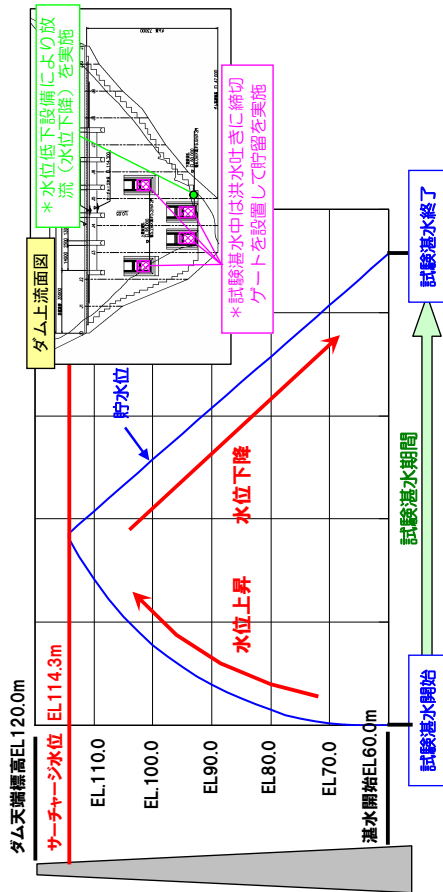 ダム天端標高EL120.0m
サーチャージ水位 EL114.3m
EL110.0
EL100.0
EL90.0
EL80.0
EL70.0
湛水開始EL60.0m
ダム上流面図
*水位低下設備により放
流(水位下降)を実施
*試験湛水中は洪水吐きに締切
ゲートを設置して貯留を実施
貯水位
水位上昇
水位下降
試験湛水開始
試験湛水期間
試験湛水終了